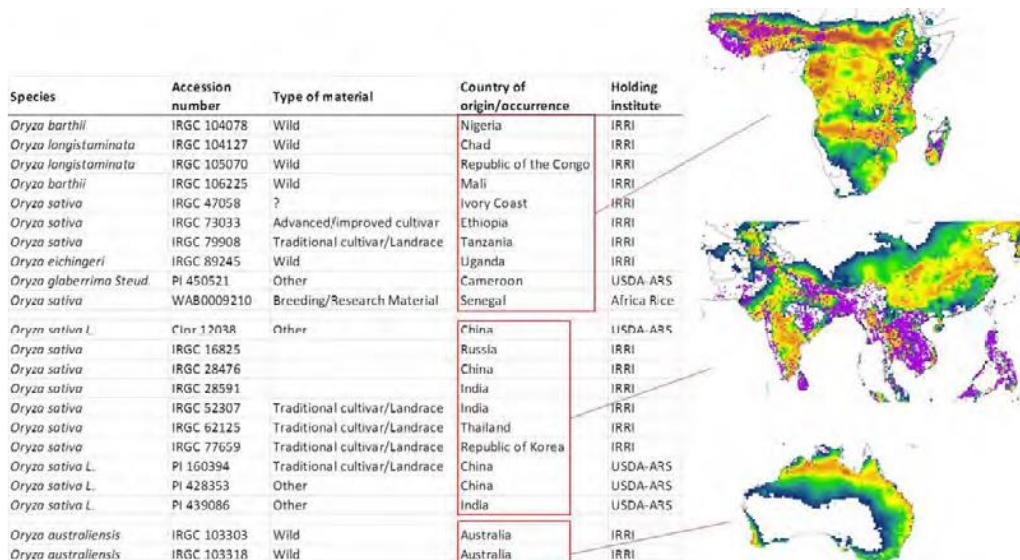 Species Accession number Type of material Country of origin/occurrence Holding institute
Oryza barthii IRGC 104078 Wild Nigeria IRRI
Oryza longistaminata IRGC 104127 Wild Chad IRRI
Oryza longistaminata IRGC 105070 Wild Republic of the Congo IRRI
Oryza barthii IRGC 106225 Wild Mali IRRI
Oryza sativa IRGC 47058 ? Ivory Coast IRRI
Oryza sativa IRGC 73033 Advanced/improved cultivar Ethiopia IRRI
Oryza sativa IRGC 79908 Traditional cultivar/Landrace Tanzania IRRI
Oryza eichingeri IRGC 89245 Wild Uganda IRRI
Oryza glaberrima Steud. PI 450521 Other Cameroon USDA-ARS
Oryza sativa WAB0009210 Breeding/Research Material Senegal Africa Rice
Oryza sativa L. CIor 12038 Other China USDA-ARS
Oryza sativa IRGC 16825 Russia IRRI
Oryza sativa IRGC 28476 China IRRI
Oryza sativa IRGC 28591 India IRRI
Oryza sativa IRGC 52307 Traditional cultivar/Landrace India IRRI
Oryza sativa IRGC 62125 Traditional cultivar/Landrace Thailand IRRI
Oryza sativa IRGC 77659 Traditional cultivar/Landrace Republic of Korea IRRI
Oryza sativa L. PI 160394 Traditional cultivar/Landrace China USDA-ARS
Oryza sativa L. PI 428353 Other China USDA-ARS
Oryza sativa L. PI 439086 Other India USDA-ARS
Oryza australiensis IRGC 103303 Wild Australia IRRI
Oryza australiensis IRGC 103318 Wild Australia IRRI